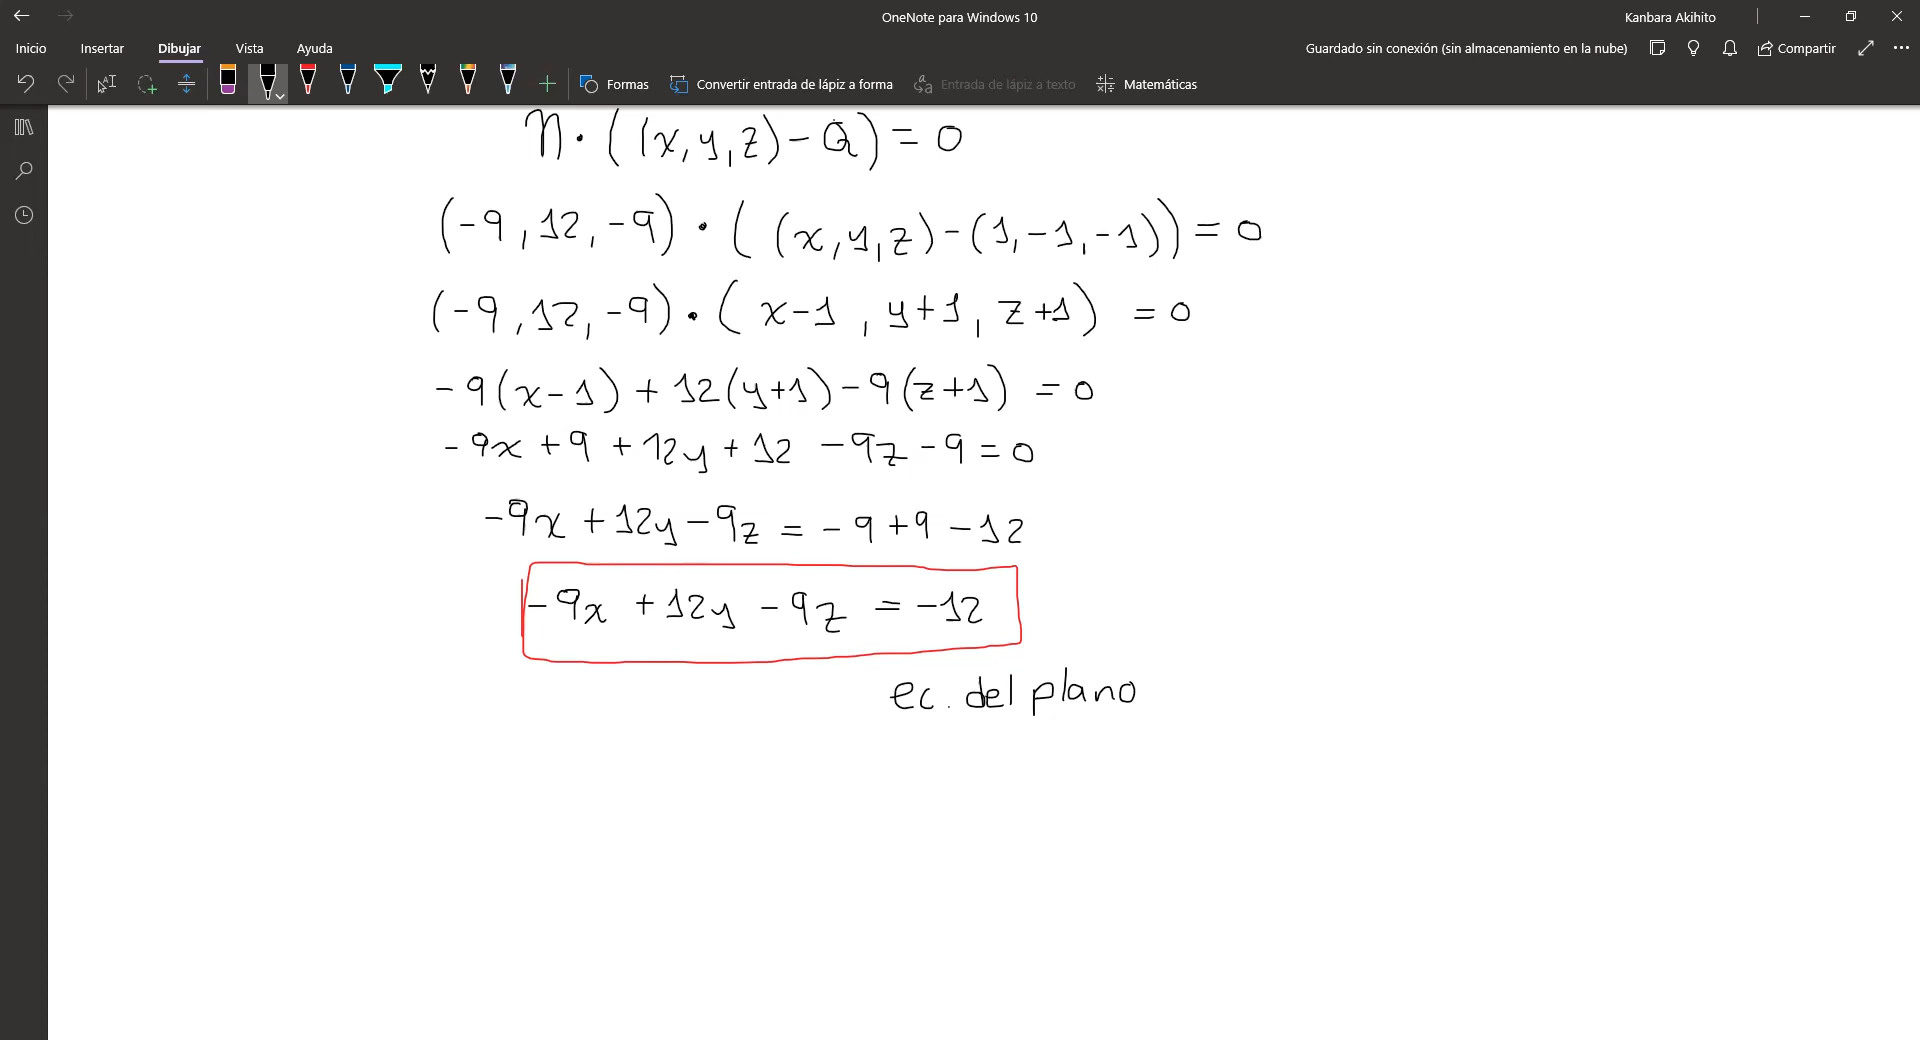 OneNote para Windows 10
Kanbara Akihito
Inicio Insertar Dibujar Vista Ayuda
Guardado sin conexión (sin almacenamiento en la nube)
Compartir
Formas
Convertir entrada de lápiz a forma
Entrada de lápiz a texto
Matemáticas
n · ((x,y,z) - Q) = 0
(-9,12,-9) · ((x,y,z) - (1,-1,-1)) = 0
(-9,12,-9) · (x-1, y+1, z+1) = 0
-9(x-1) + 12(y+1) - 9(z+1) = 0
-9x + 9 + 12y + 12 - 9z - 9 = 0
-9x + 12y - 9z = -9 + 9 - 12
-9x + 12y - 9z = -12
ec. del plano